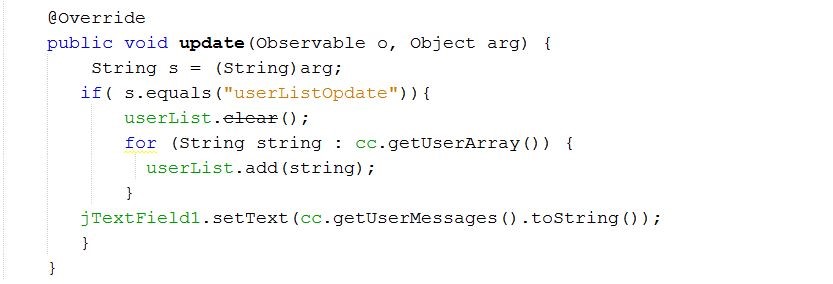 @Override
public void update(Observable o, Object arg) {
String s = (String)arg;
if( s.equals("userListOpdate")){
userList.clear();
for (String string : cc.getUserArray()) {
userList.add(string);
}
jTextField1.setText(cc.getUserMessages().toString());
}
}